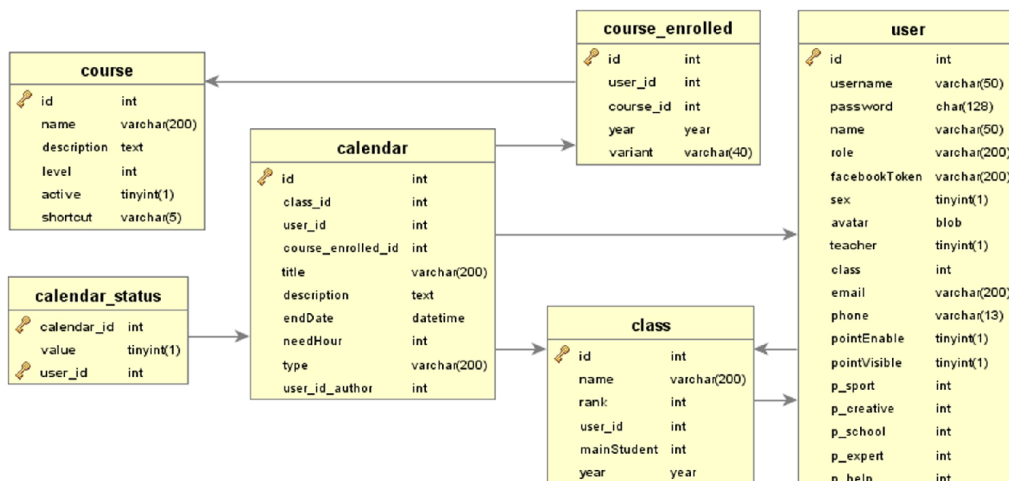 course
id int
name varchar(200)
description text
level int
active tinyint(1)
shortcut varchar(5)
calendar_status
calendar_id int
value tinyint(1)
user_id int
calendar
id int
class_id int
user_id int
course_enrolled_id int
title varchar(200)
description text
endDate datetime
needHour int
type varchar(200)
user_id_author int
course_enrolled
id int
user_id int
course_id int
year year
variant varchar(40)
class
id int
name varchar(200)
rank int
user_id int
mainStudent int
year year
user
id int
username varchar(50)
password char(128)
name varchar(50)
role varchar(200)
facebookToken varchar(200)
sex tinyint(1)
avatar blob
teacher tinyint(1)
class int
email varchar(200)
phone varchar(13)
pointEnable tinyint(1)
pointVisible tinyint(1)
p_sport int
p_creative int
p_school int
p_expert int
p_help int